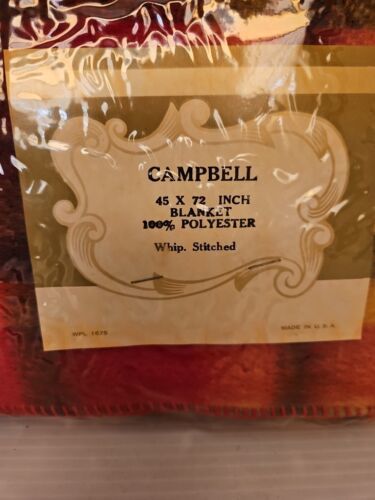 CAMPBELL
45 X 72 INCH
BLANKET
100% POLYESTER
Whip. Stitched
WPL 1675
MADE IN U.S.A.